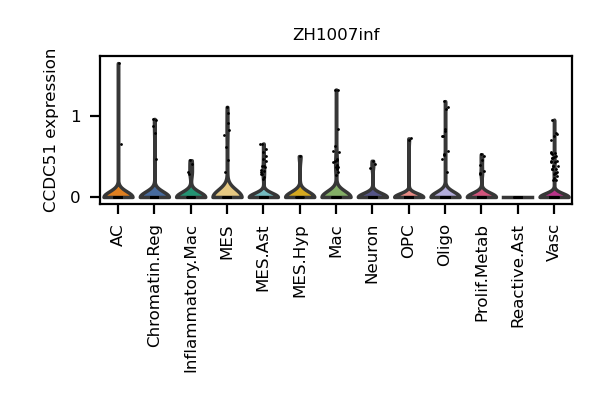 ZH1007inf
CCDC51 expression
1
0
AC
Chromatin.Reg
Inflammatory.Mac
MES
MES.Ast
MES.Hyp
Mac
Neuron
OPC
Oligo
Prolif.Metab
Reactive.Ast
Vasc